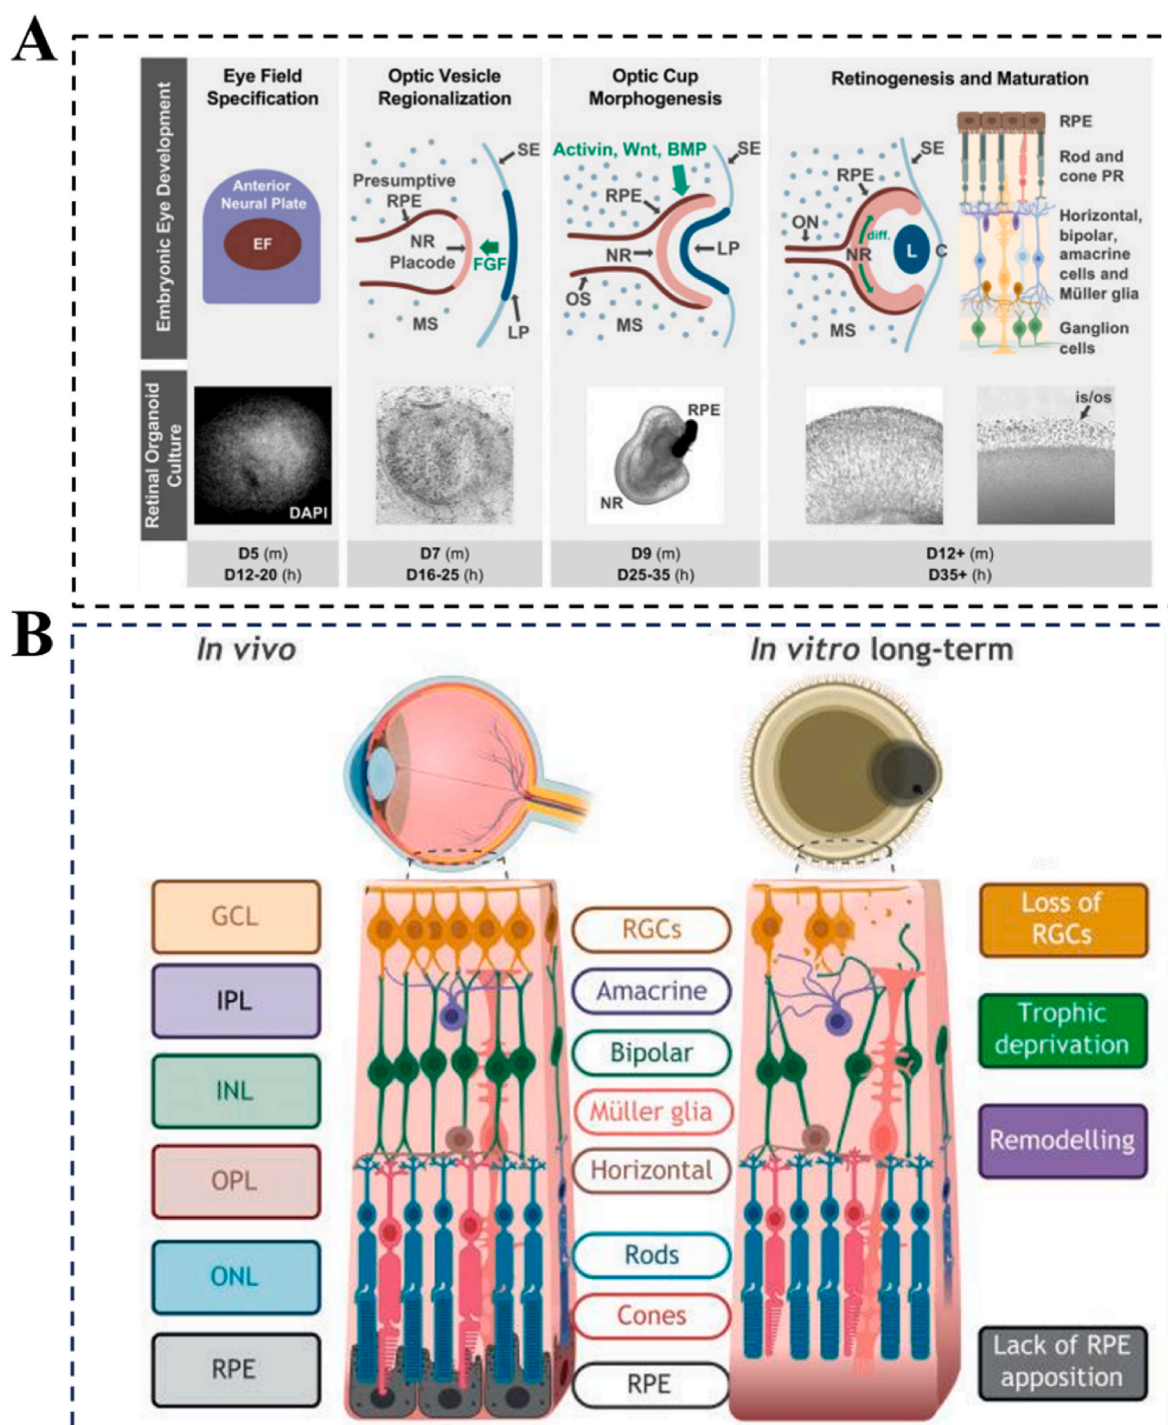 A
Embryonic Eye Development
Eye Field
Specification
Anterior
Neural Plate
EF
Optic Vesicle
Regionalization
SE
Presumptive
RPE
NR
Placode
FGF
MS
LP
Optic Cup
Morphogenesis
Activin, Wnt, BMP
SE
RPE
NR
LP
OS
MS
Retinogenesis and Maturation
SE
RPE
ON
diff.
NR
L
C
MS
RPE
Rod and
cone PR
Horizontal,
bipolar,
amacrine
cells and
Müller glia
Ganglion
cells
Retinal Organoid
Culture
DAPI
RPE
NR
is/os
D5 (m)
D12-20 (h)
D7 (m)
D16-25 (h)
D9 (m)
D25-35 (h)
D12+ (m)
D35+ (h)
B
In vivo
In vitro long-term
GCL
IPL
INL
OPL
ONL
RPE
RGCs
Amacrine
Bipolar
Müller glia
Horizontal
Rods
Cones
RPE
Loss of
RGCs
Trophic
deprivation
Remodelling
Lack of RPE
apposition